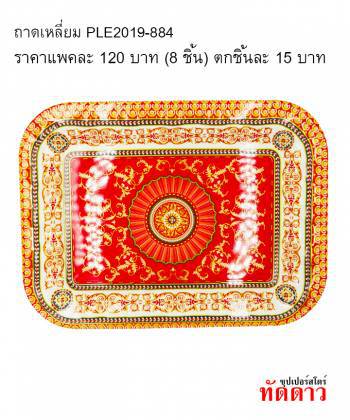 ถาดเหลี่ยม PLE2019-884
ราคาแพคละ 120 บาท (8 ชิ้น) ตกชิ้นละ 15 บาท
ซุปเปอร์สโตร์
ทัดดาว